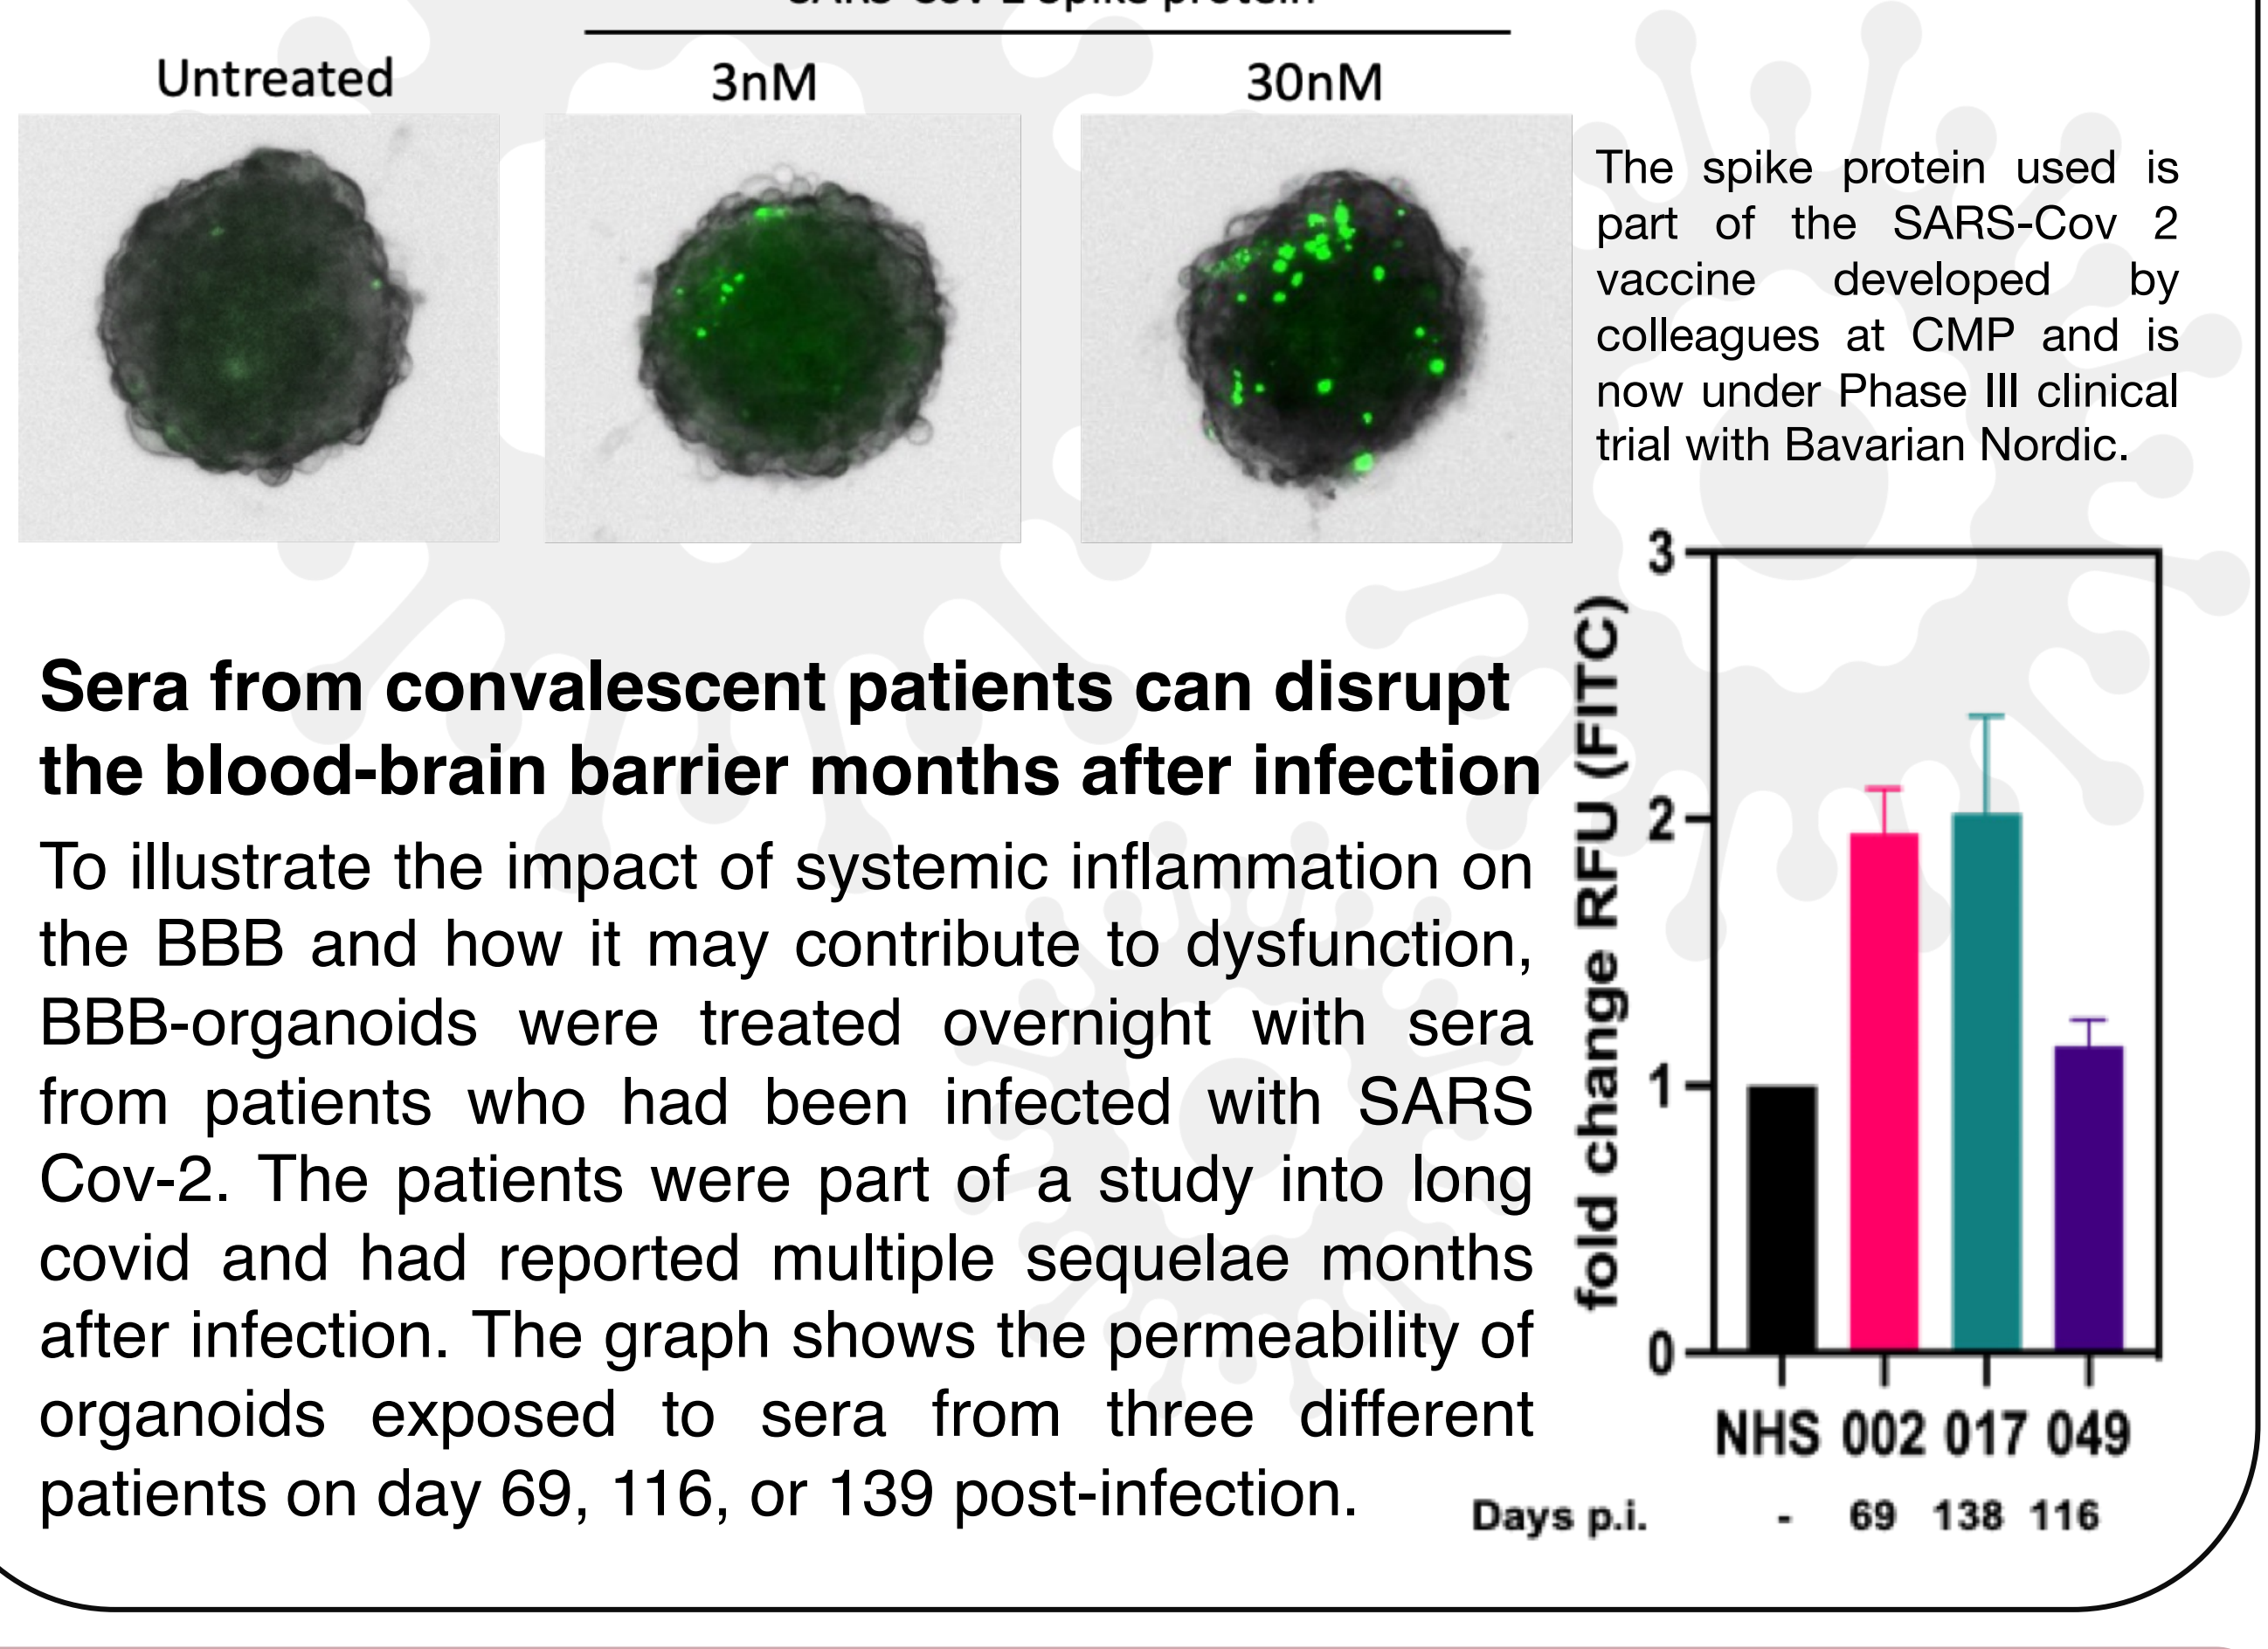 SARS-Cov-2 Spike protein
Untreated
3nM
30nM
The spike protein used is
part of the SARS-Cov 2
vaccine developed by
colleagues at CMP and is
now under Phase III clinical
trial with Bavarian Nordic.
Sera from convalescent patients can disrupt
the blood-brain barrier months after infection
To illustrate the impact of systemic inflammation on
the BBB and how it may contribute to dysfunction,
BBB-organoids were treated overnight with sera
from patients who had been infected with SARS
Cov-2. The patients were part of a study into long
covid and had reported multiple sequelae months
after infection. The graph shows the permeability of
organoids exposed to sera from three different
patients on day 69, 116, or 139 post-infection.
fold change RFU (FITC)
3
2
1
0
NHS 002 017 049
Days p.i. - 69 138 116